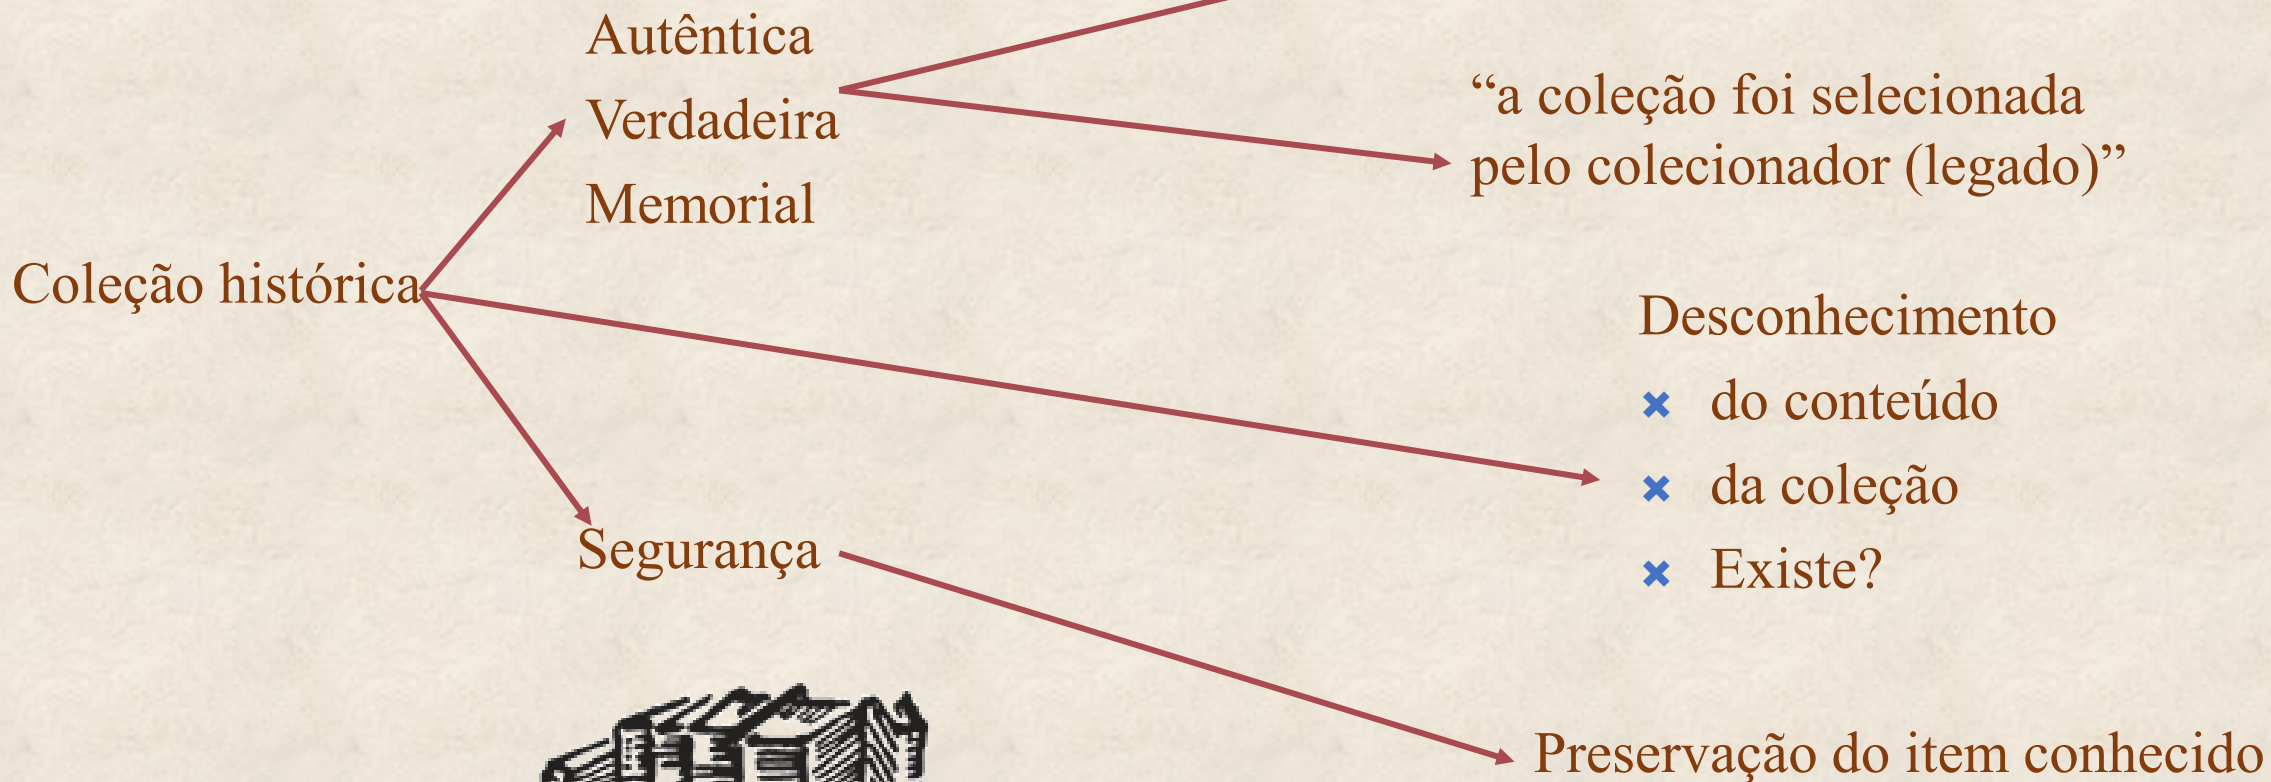 Autêntica
Verdadeira
Memorial
“a coleção foi selecionada
pelo colecionador (legado)”
Coleção histórica
Desconhecimento
do conteúdo
da coleção
Existe?
Segurança
Preservação do item conhecido